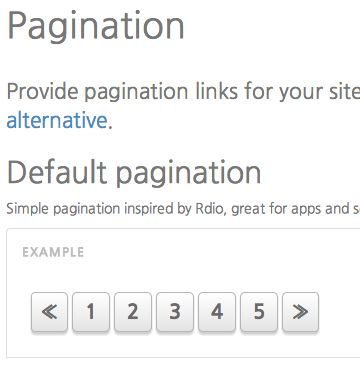 Pagination
Provide pagination links for your site
alternative.
Default pagination
Simple pagination inspired by Rdio, great for apps and
EXAMPLE
≪ 1 2 3 4 5 ≫